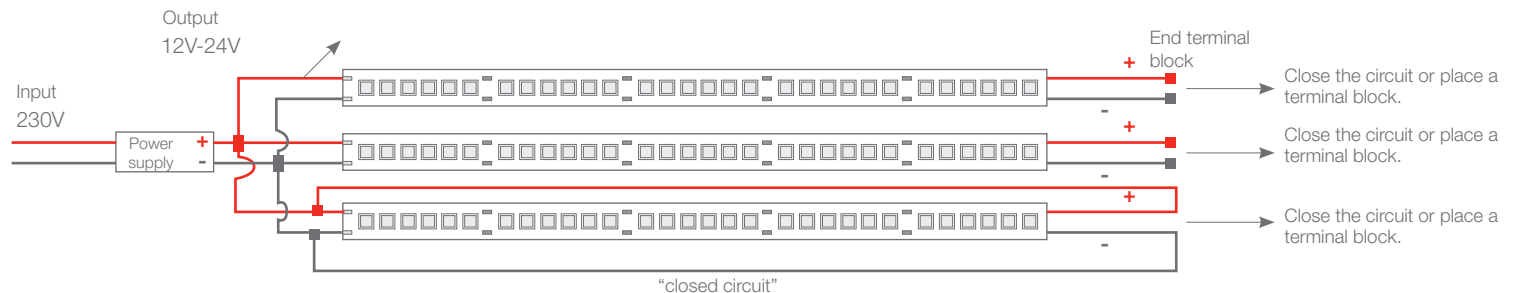 Output
12V-24V
Input
230V
Power
supply
+
-
+
-
+
-
+
-
End terminal
block
Close the circuit or place a
terminal block.
Close the circuit or place a
terminal block.
Close the circuit or place a
terminal block.
“closed circuit”